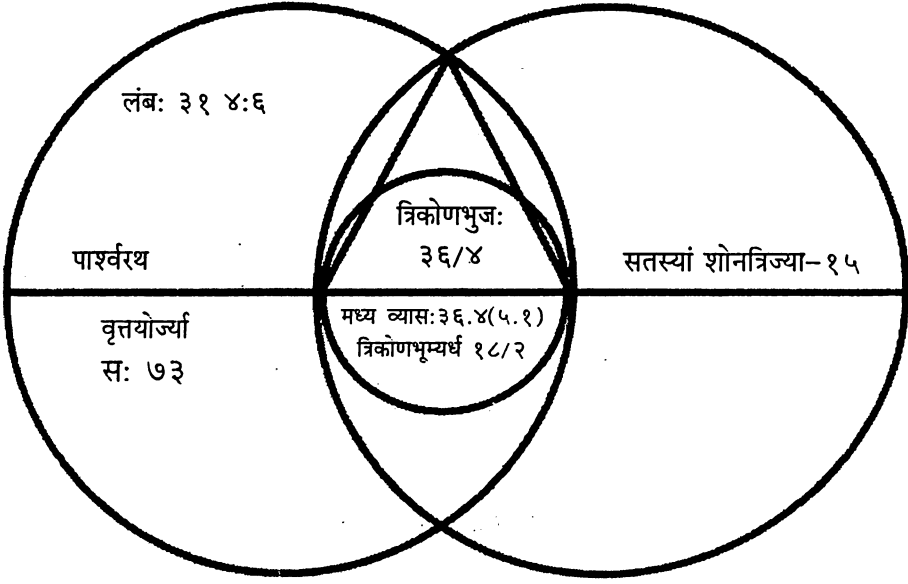 लंब: ३१ ४:६
त्रिकोणभुज:
३६/४
पार्श्वरथ
सतस्यां शोनत्रिज्या–१५
वृत्तयोर्ज्या
स: ७३
मध्य व्यास:३६.४(५.१)
त्रिकोणभूम्यर्ध १८/२